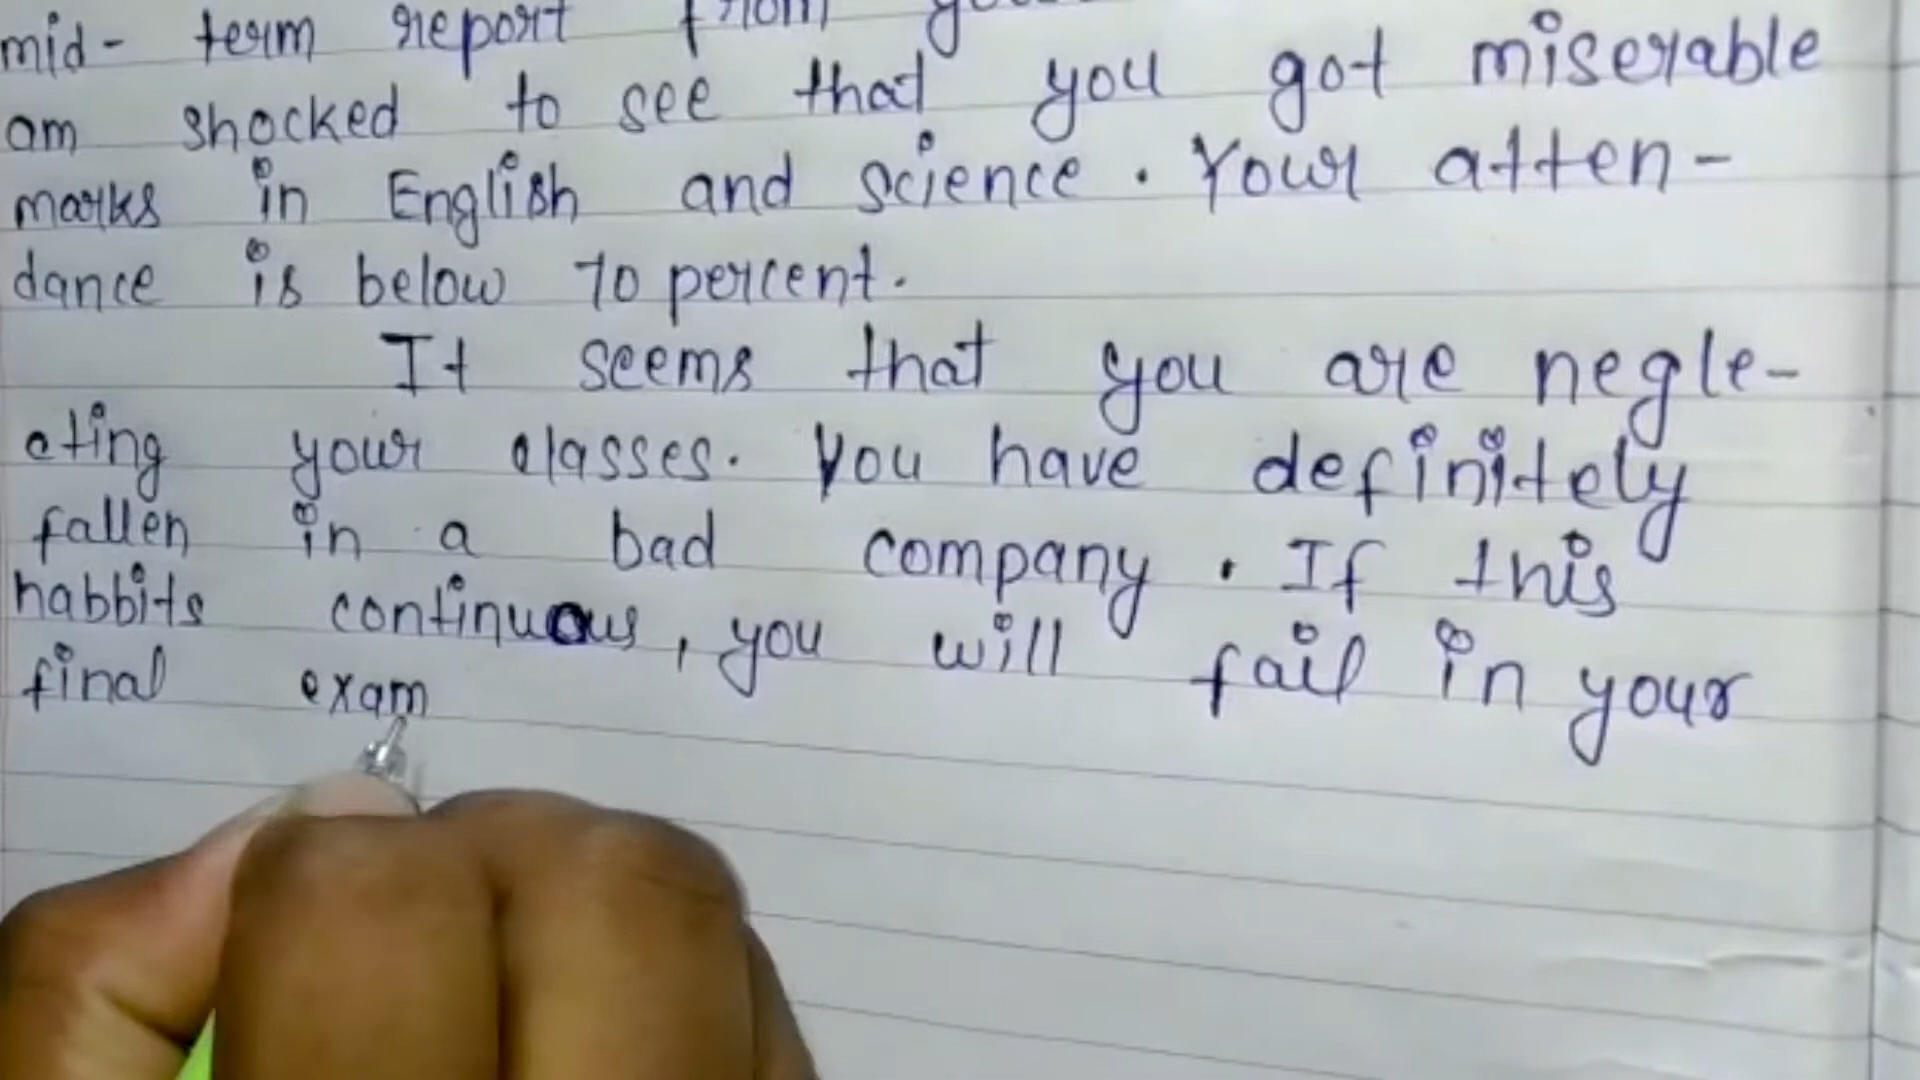 mid- term report from
am shocked to see that you got miserable
marks in English and science. Your atten-
dance is below 70 percent.
It seems that you are negle-
cting your classes. You have definitely
fallen in a bad company. If this
habbits continuous, you will fail in your
final exam